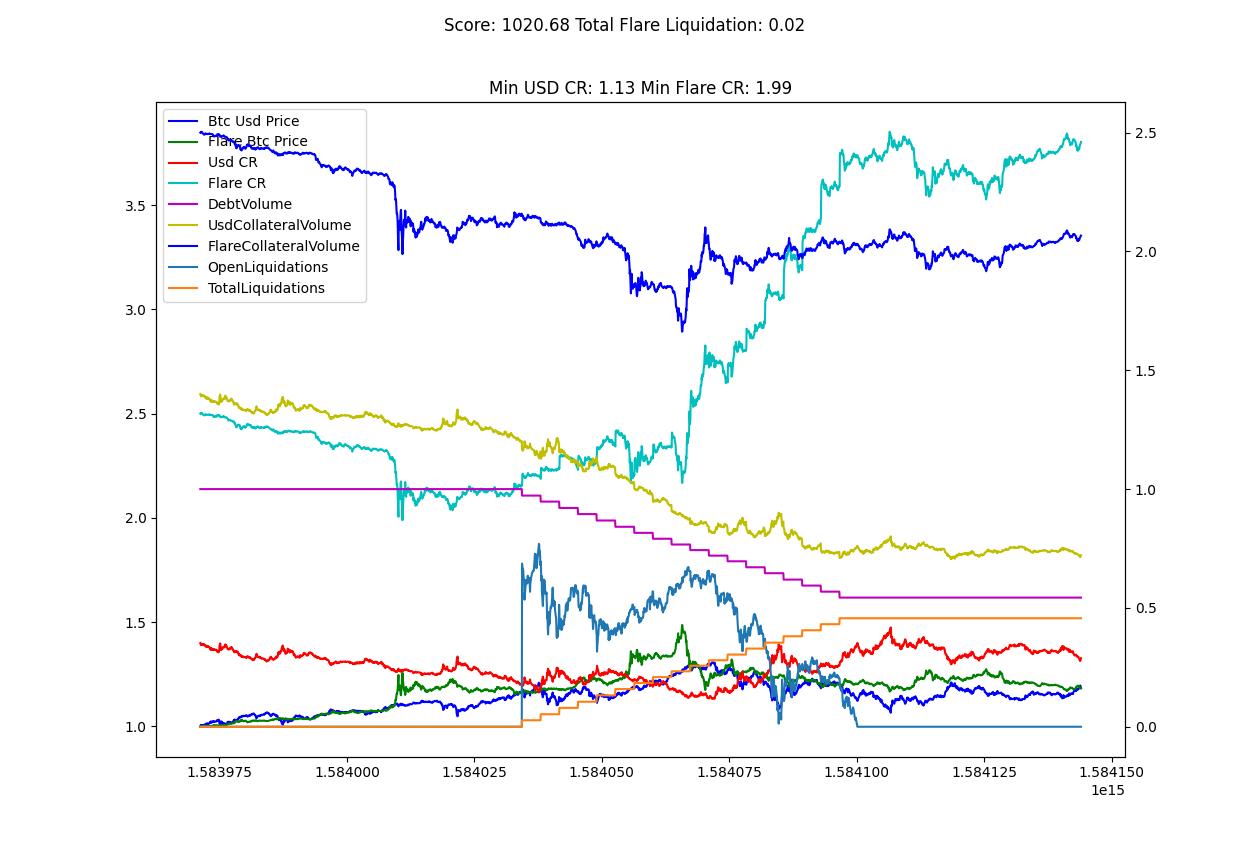 Score: 1020.68 Total Flare Liquidation: 0.02
Min USD CR: 1.13 Min Flare CR: 1.99
Btc Usd Price
Flare Btc Price
Usd CR
Flare CR
DebtVolume
UsdCollateralVolume
FlareCollateralVolume
OpenLiquidations
TotalLiquidations
3.5
3.0
2.5
2.0
1.5
1.0
2.5
2.0
1.5
1.0
0.5
0.0
1.583975 1.584000 1.584025 1.584050 1.584075 1.584100 1.584125 1.584150
1e15